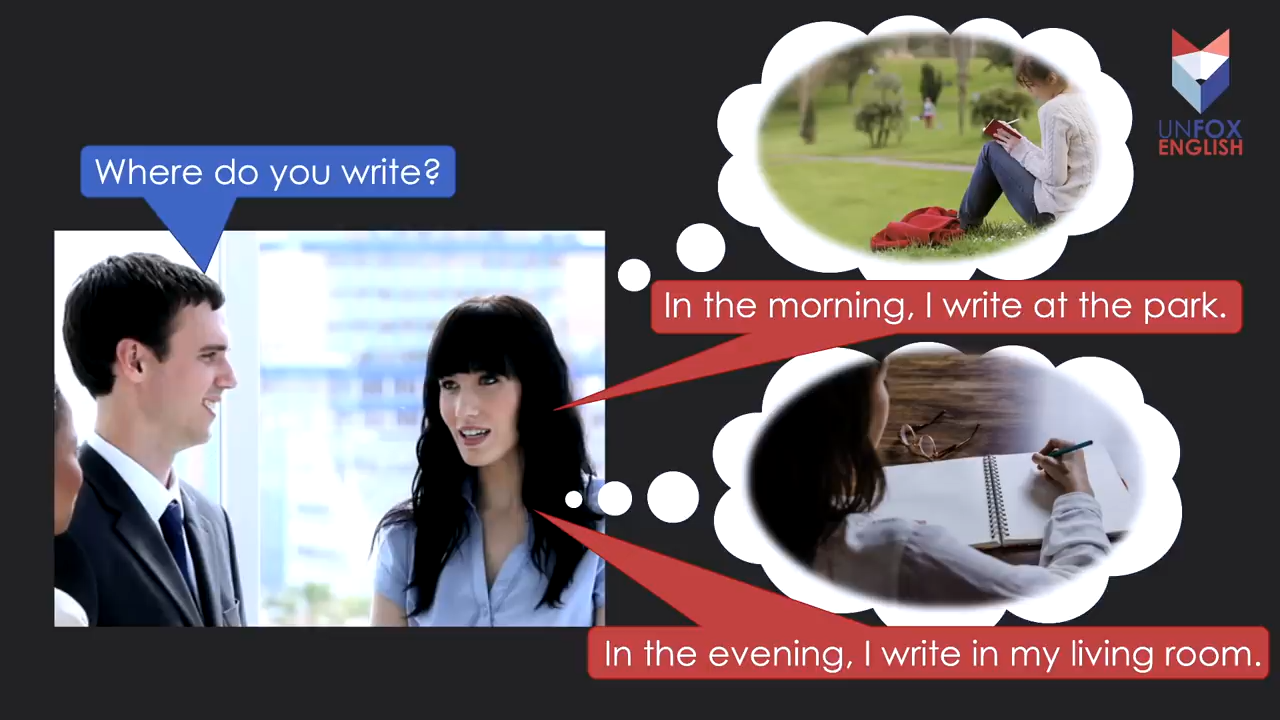 Where do you write?
UNFOX
ENGLISH
In the morning, I write at the park.
In the evening, I write in my living room.